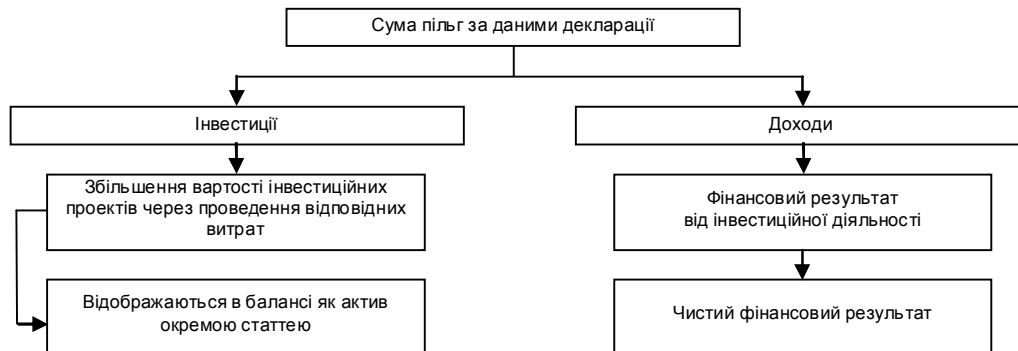 Сума пільг за даними декларації
Інвестиції
Доходи
Збільшення вартості інвестиційних
проектів через проведення відповідних
витрат
Фінансовий результат
від інвестиційної діяльності
Відображаються в балансі як актив
окремою статтею
Чистий фінансовий результат